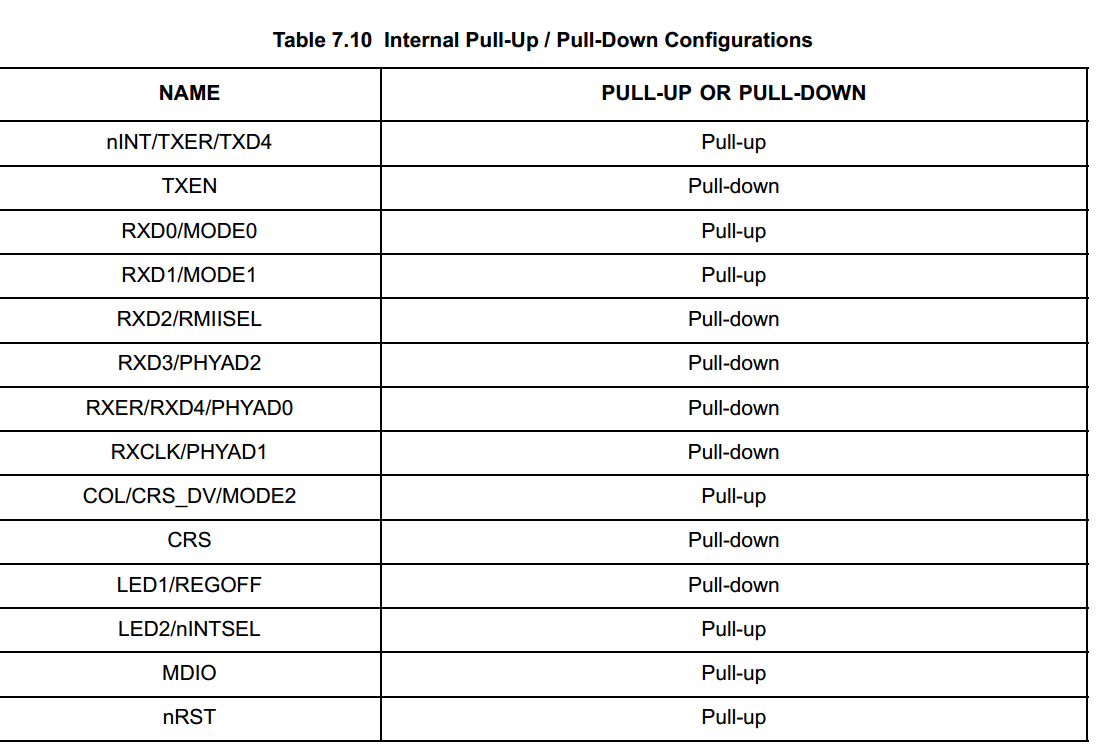 Table 7.10 Internal Pull-Up / Pull-Down Configurations
NAME PULL-UP OR PULL-DOWN
nINT/TXER/TXD4 Pull-up
TXEN Pull-down
RXD0/MODE0 Pull-up
RXD1/MODE1 Pull-up
RXD2/RMIISEL Pull-down
RXD3/PHYAD2 Pull-down
RXER/RXD4/PHYAD0 Pull-down
RXCLK/PHYAD1 Pull-down
COL/CRS_DV/MODE2 Pull-up
CRS Pull-down
LED1/REGOFF Pull-down
LED2/nINTSEL Pull-up
MDIO Pull-up
nRST Pull-up